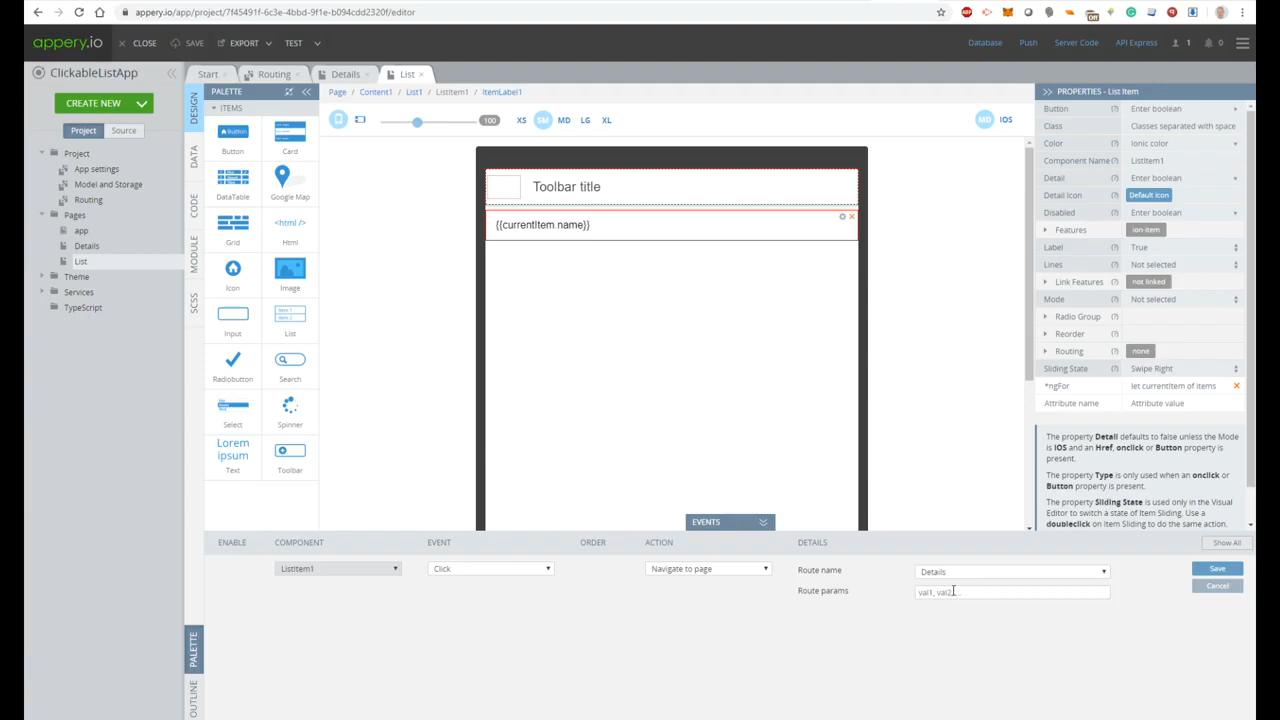 appery.io/app/project/7f45491f-6c3e-4bbd-9f1e-b094cdd2320f/editor
appery.io
CLOSE
SAVE
EXPORT
TEST
Database
Push
Server Code
API Express
1
0
ClickableListApp
Start
Routing
Details
List
CREATE NEW
Project
Source
Project
App settings
Model and Storage
Routing
Pages
app
Details
List
Theme
Services
TypeScript
DESIGN
DATA
CODE
MODULE
SCSS
PALETTE
OUTLINE
PALETTE
ITEMS
Button
Button
Card
DataTable
Google Map
Grid
<html />
Html
Icon
Image
Input
Item 1
Item 2
List
Radiobutton
Search
Select
Spinner
Lorem
ipsum
Text
Toolbar
Page
Content1
List1
ListItem1
ItemLabel1
100
XS
SM
MD
LG
XL
MD
IOS
Toolbar title
{{currentItem.name}}
EVENTS
PROPERTIES - List Item
Button (?) Enter boolean
Class Classes separated with space
Color (?) Ionic color
Component Name (?) ListItem1
Detail (?) Enter boolean
Detail Icon (?) Default icon
Disabled (?) Enter boolean
Features (?) ion-item
Label (?) True
Lines (?) Not selected
Link Features (?) not linked
Mode (?) Not selected
Radio Group (?)
Reorder (?)
Routing (?) none
Sliding State (?) Swipe Right
*ngFor let currentItem of items
Attribute name Attribute value
The property Detail defaults to false unless the Mode
is IOS and an Href, onclick or Button property is
present.
The property Type is only used when an onclick or
Button property is present.
The property Sliding State is used only in the Visual
Editor to switch a state of Item Sliding. Use a
doubleclick on Item Sliding to do the same action.
ENABLE
COMPONENT
EVENT
ORDER
ACTION
DETAILS
Show All
ListItem1
Click
Navigate to page
Route name
Details
Save
Route params
val1, val2,
Cancel